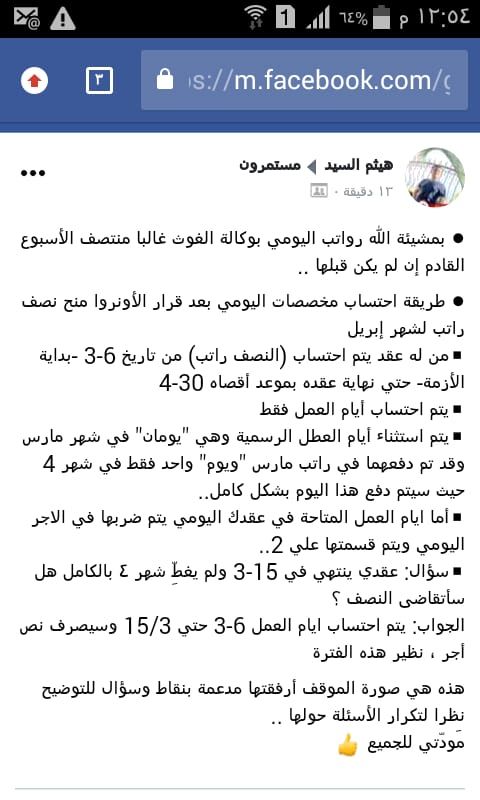 ١٢:٥٤ م ٦٤% 1
٣ s://m.facebook.com/g
هيثم السيد ◀ مستمرون
١٣ دقيقة ·
● بمشيئة الله رواتب اليومي بوكالة الغوث غالبا منتصف الأسبوع
القادم إن لم يكن قبلها ..
● طريقة احتساب مخصصات اليومي بعد قرار الأونروا منح نصف
راتب لشهر إبريل
▪من له عقد يتم احتساب (النصف راتب) من تاريخ 6-3 -بداية
الأزمة- حتي نهاية عقده بموعد أقصاه 30-4
▪يتم احتساب أيام العمل فقط
▪يتم استثناء أيام العطل الرسمية وهي "يومان" في شهر مارس
وقد تم دفعهما في راتب مارس "ويوم" واحد فقط في شهر 4
حيث سيتم دفع هذا اليوم بشكل كامل..
▪أما ايام العمل المتاحة في عقدك اليومي يتم ضربها في الاجر
اليومي ويتم قسمتها علي 2..
▪سؤال: عقدي ينتهي في 15-3 ولم يغطِّ شهر ٤ بالكامل هل
سأتقاضى النصف ؟
الجواب: يتم احتساب ايام العمل 6-3 حتي 15/3 وسيصرف نص
أجر ، نظير هذه الفترة
هذه هي صورة الموقف أرفقتها مدعمة بنقاط وسؤال للتوضيح
نظرا لتكرار الأسئلة حولها ..
مَودّتي للجميع 👍